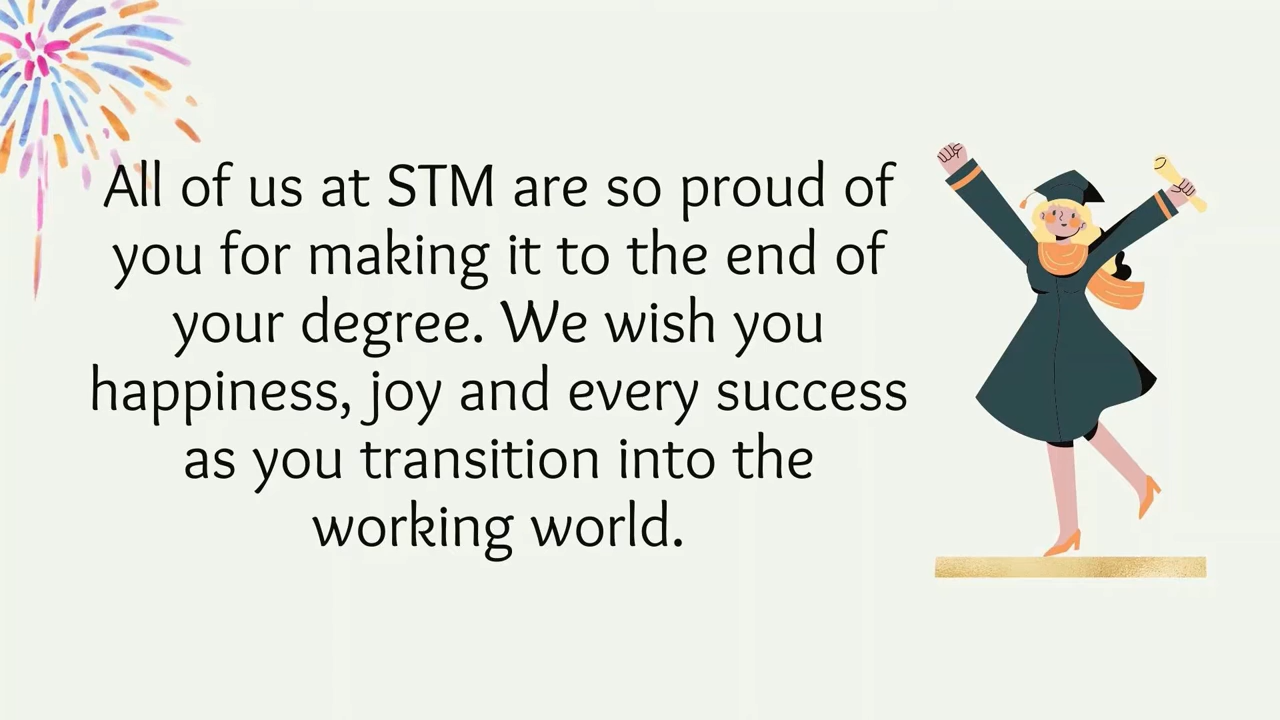 All of us at STM are so proud of
you for making it to the end of
your degree. We wish you
happiness, joy and every success
as you transition into the
working world.